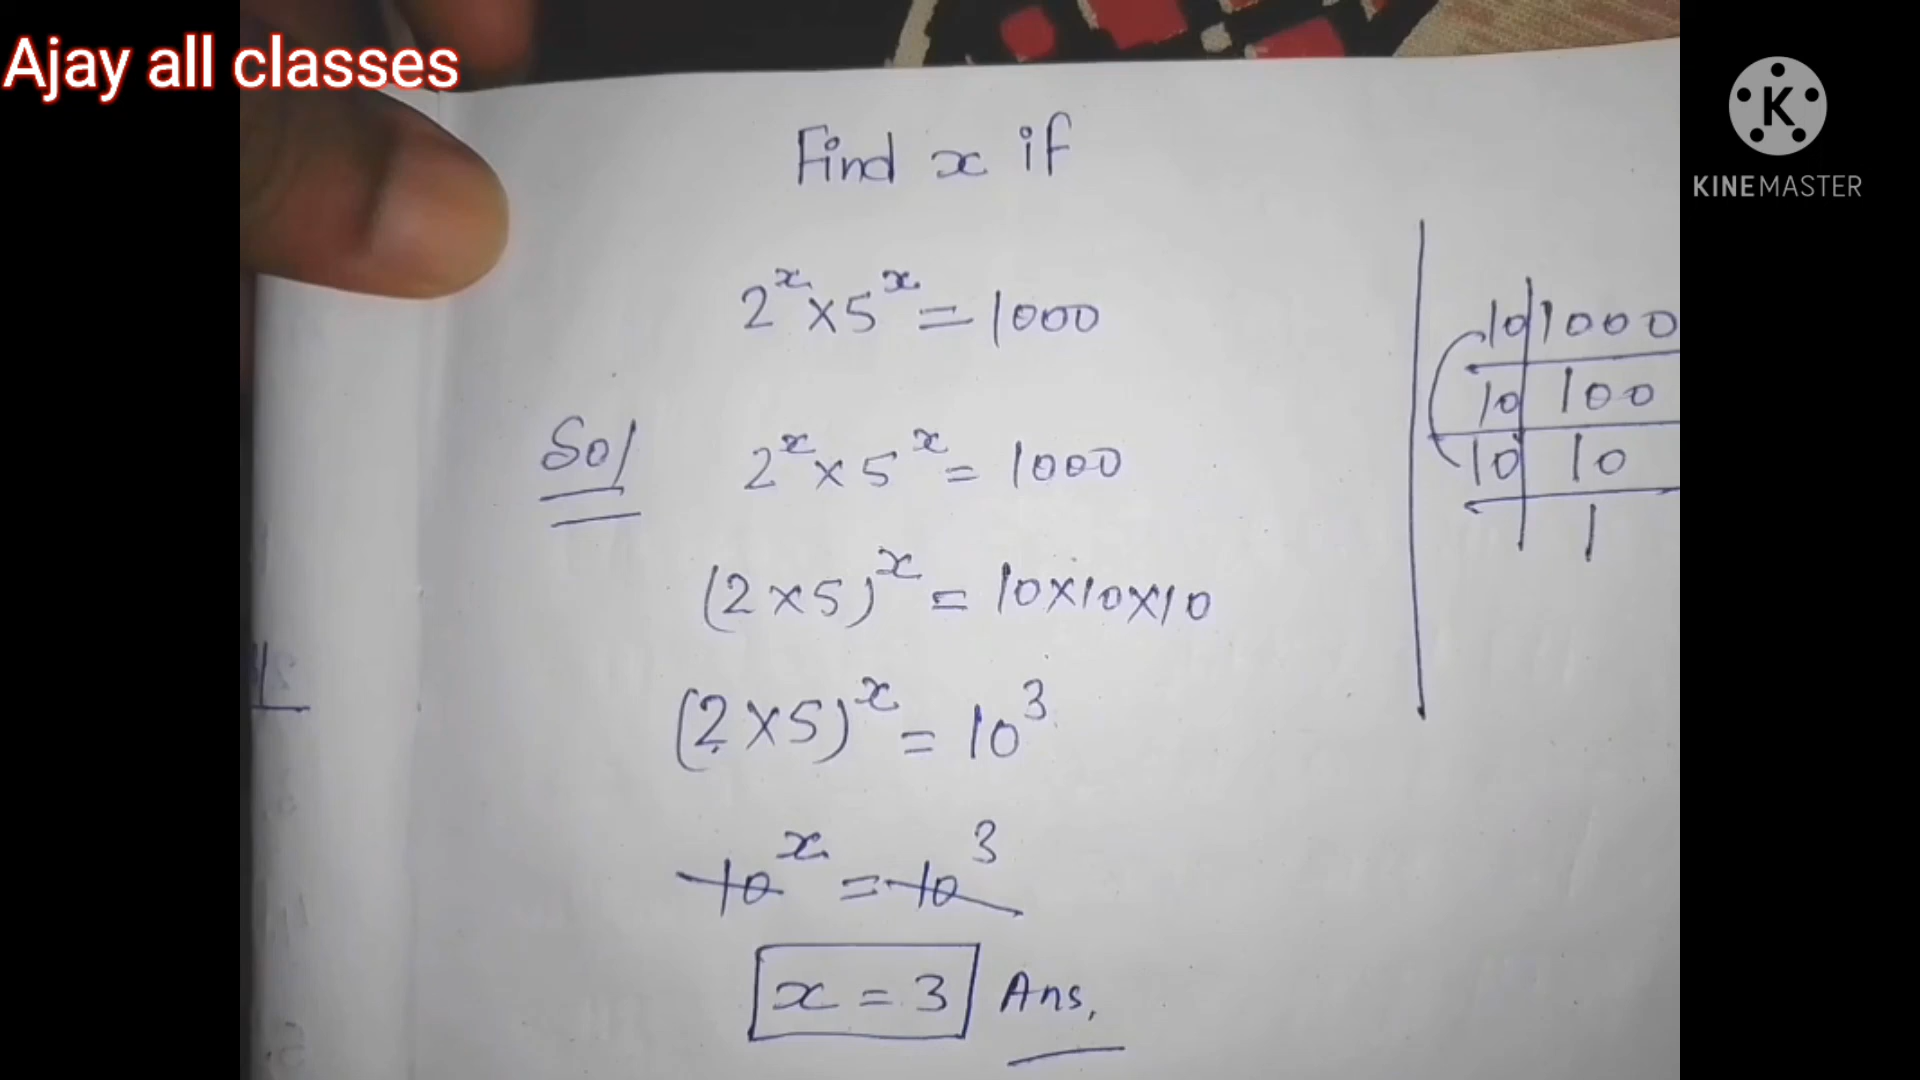 Ajay all classes
KINEMASTER
Find x if
2^x × 5^x = 1000
Sol 2^x × 5^x = 1000
(2 × 5)^x = 10×10×10
(2 × 5)^x = 10^3
10^x = 10^3
x = 3 Ans.
10 | 1000
10 | 100
10 | 10
1